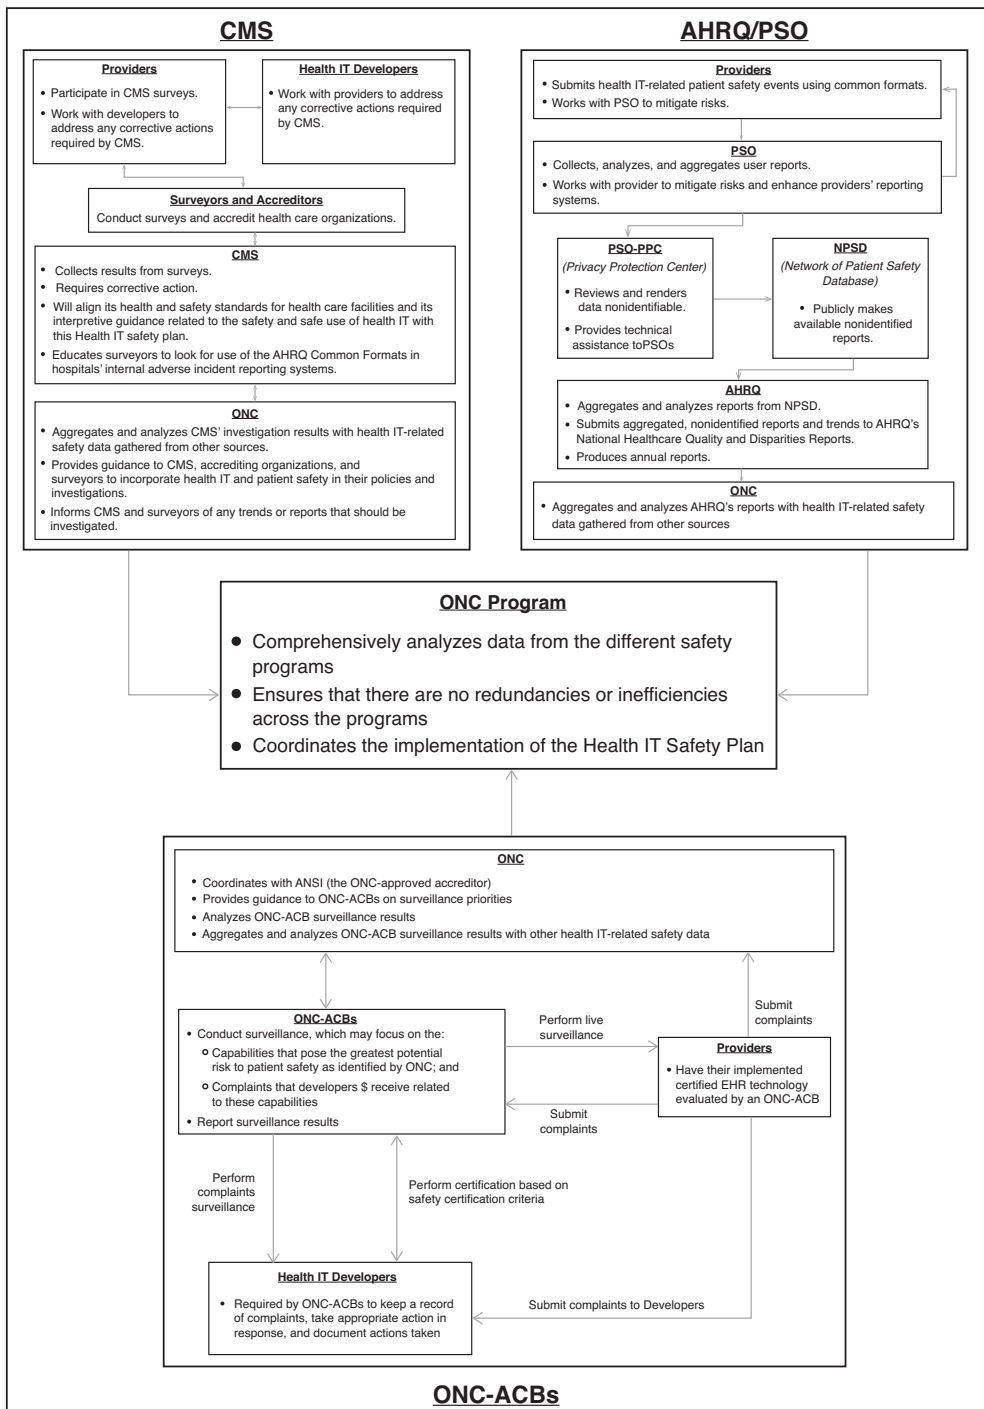 CMS
Providers
• Participate in CMS surveys.
• Work with developers to
address any corrective actions
required by CMS.
Health IT Developers
• Work with providers to address
any corrective actions required
by CMS.
Surveyors and Accreditors
Conduct surveys and accredit health care organizations.
CMS
• Collects results from surveys.
• Requires corrective action.
• Will align its health and safety standards for health care facilities and its
interpretive guidance related to the safety and safe use of health IT with
this Health IT safety plan.
• Educates surveyors to look for use of the AHRQ Common Formats in
hospitals' internal adverse incident reporting systems.
ONC
• Aggregates and analyzes CMS' investigation results with health IT-related
safety data gathered from other sources.
• Provides guidance to CMS, accrediting organizations, and
surveyors to incorporate health IT and patient safety in their policies and
investigations.
• Informs CMS and surveyors of any trends or reports that should be
investigated.
AHRQ/PSO
Providers
• Submits health IT-related patient safety events using common formats.
• Works with PSO to mitigate risks.
PSO
• Collects, analyzes, and aggregates user reports.
• Works with provider to mitigate risks and enhance providers' reporting
systems.
PSO-PPC
(Privacy Protection Center)
• Reviews and renders
data nonidentifiable.
• Provides technical
assistance toPSOs
NPSD
(Network of Patient Safety
Database)
• Publicly makes
available nonidentified
reports.
AHRQ
• Aggregates and analyzes reports from NPSD.
• Submits aggregated, nonidentified reports and trends to AHRQ's
National Healthcare Quality and Disparities Reports.
• Produces annual reports.
ONC
• Aggregates and analyzes AHRQ's reports with health IT-related safety
data gathered from other sources
ONC Program
• Comprehensively analyzes data from the different safety
programs
• Ensures that there are no redundancies or inefficiencies
across the programs
• Coordinates the implementation of the Health IT Safety Plan
ONC
• Coordinates with ANSI (the ONC-approved accreditor)
• Provides guidance to ONC-ACBs on surveillance priorities
• Analyzes ONC-ACB surveillance results
• Aggregates and analyzes ONC-ACB surveillance results with other health IT-related safety data
ONC-ACBs
• Conduct surveillance, which may focus on the:
o Capabilities that pose the greatest potential
risk to patient safety as identified by ONC; and
o Complaints that developers $ receive related
to these capabilities
• Report surveillance results
Perform live
surveillance
Submit
complaints
Submit
complaints
Providers
• Have their implemented
certified EHR technology
evaluated by an ONC-ACB
Perform
complaints
surveillance
Perform certification based on
safety certification criteria
Health IT Developers
• Required by ONC-ACBs to keep a record
of complaints, take appropriate action in
response, and document actions taken
Submit complaints to Developers
ONC-ACBs